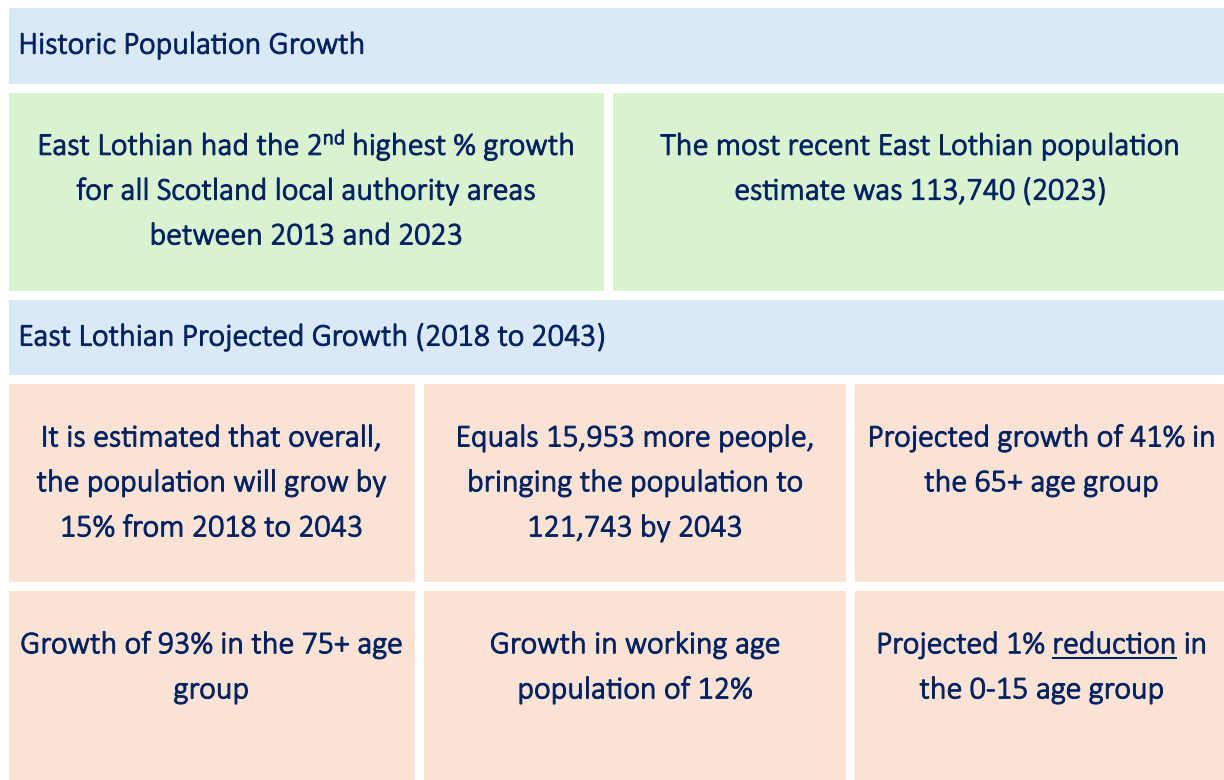 Historic Population Growth
East Lothian had the 2nd highest % growth
for all Scotland local authority areas
between 2013 and 2023
The most recent East Lothian population
estimate was 113,740 (2023)
East Lothian Projected Growth (2018 to 2043)
It is estimated that overall,
the population will grow by
15% from 2018 to 2043
Equals 15,953 more people,
bringing the population to
121,743 by 2043
Projected growth of 41% in
the 65+ age group
Growth of 93% in the 75+ age
group
Growth in working age
population of 12%
Projected 1% reduction in
the 0-15 age group